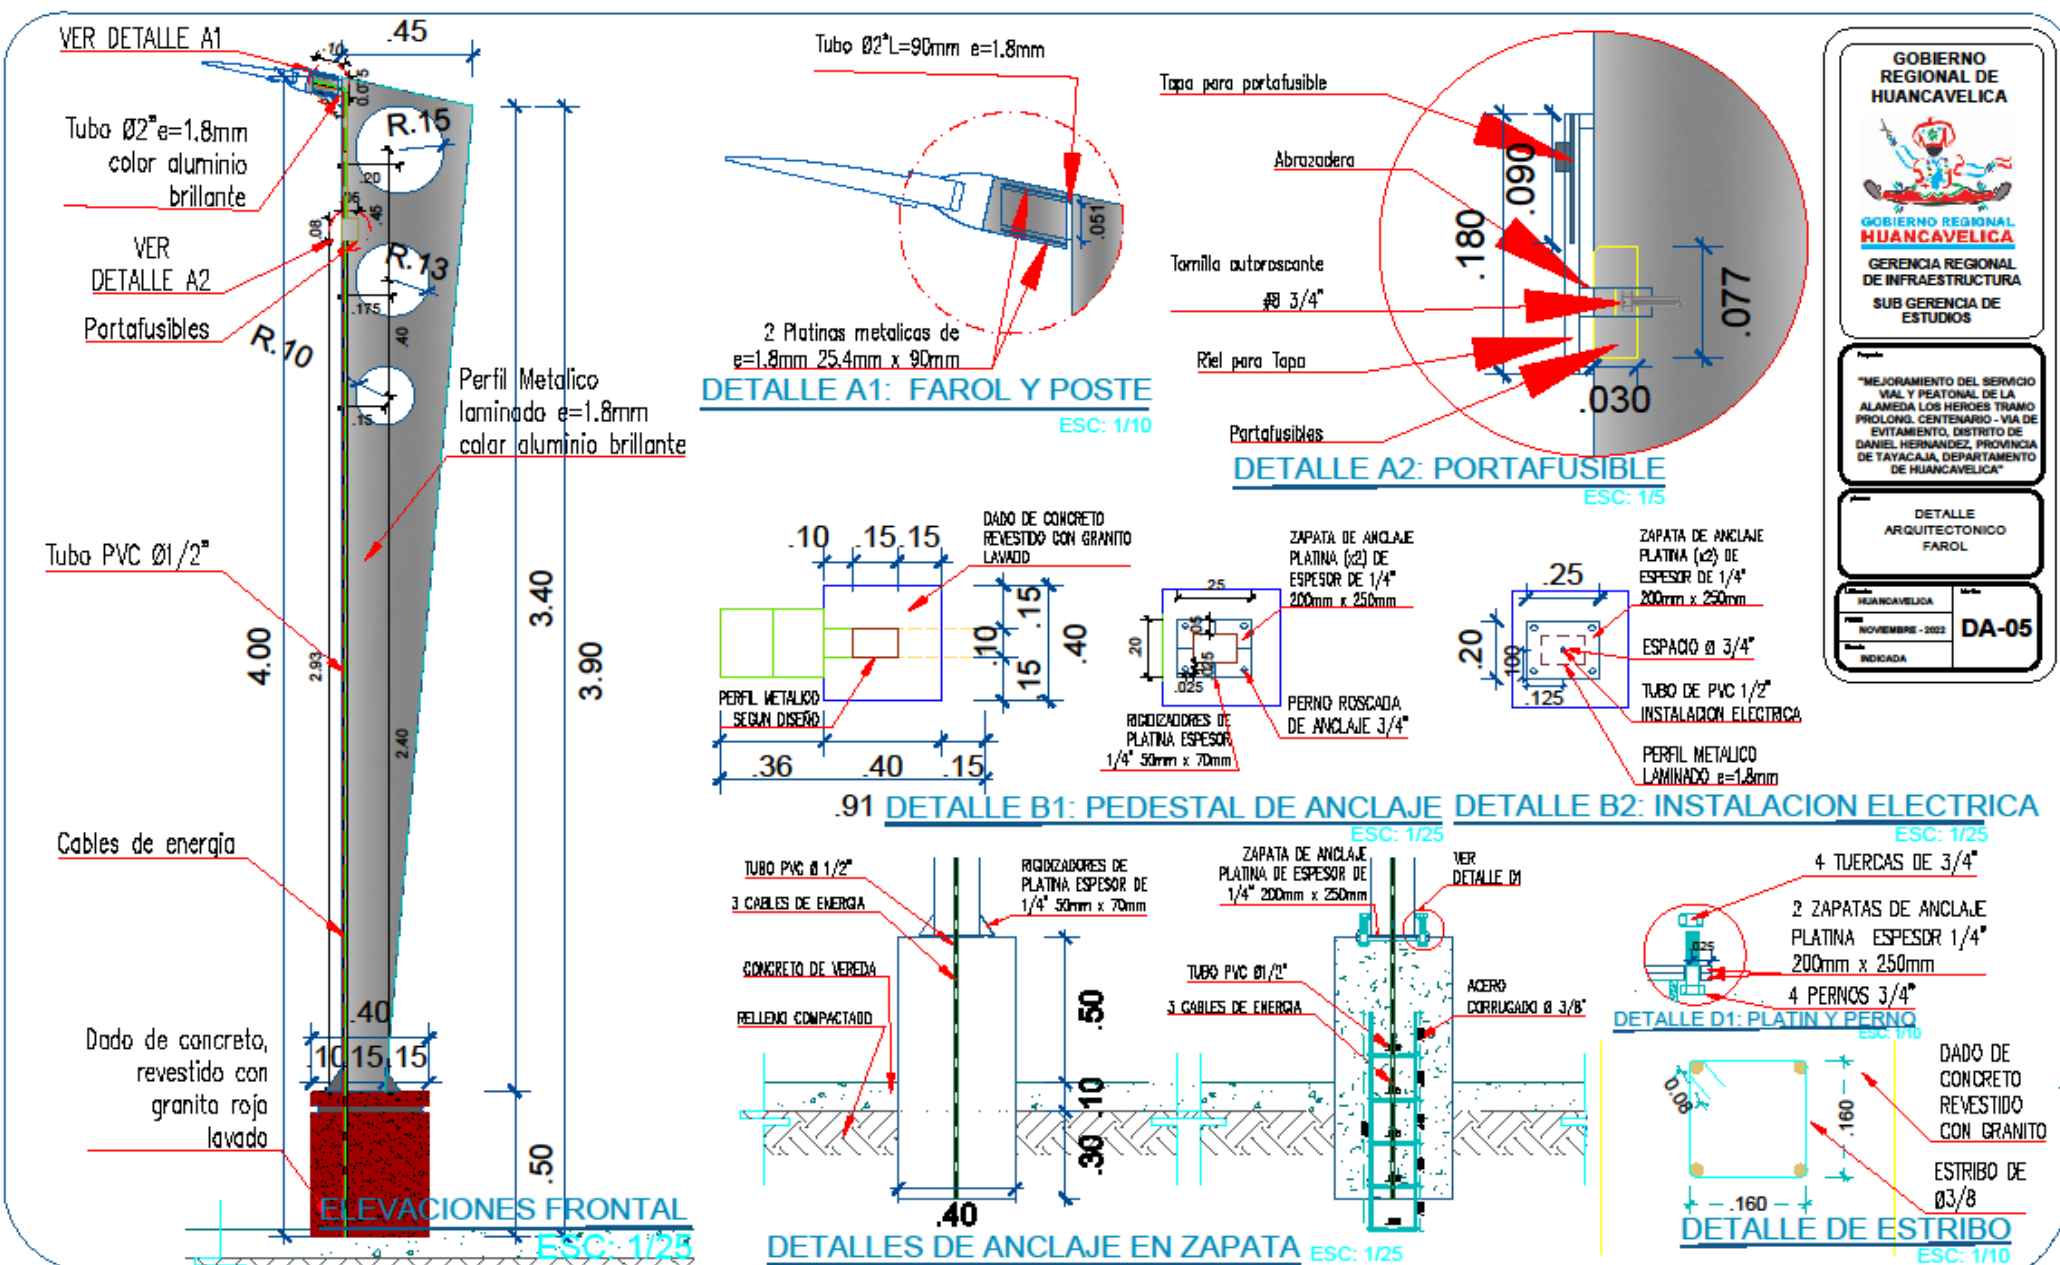 VER DETALLE A1
.10
.45
0.075
Tubo Ø2"e=1.8mm
color aluminio
brillante
R.15
.20
.06
.45
.08
VER
DETALLE A2
Portafusibles
R.13
.175
.40
R.10
.15
Perfil Metalico
laminado e=1.8mm
color aluminio brillante
Tubo PVC Ø1/2"
4.00
2.93
3.40
3.90
2.40
Cables de energia
.40
.10
.15
.15
Dado de concreto,
revestido con
granito rojo
lavado
.50
ELEVACIONES FRONTAL
ESC: 1/25
Tubo Ø2"L=90mm e=1.8mm
.051
2 Platinas metalicas de
e=1.8mm 25.4mm x 90mm
DETALLE A1: FAROL Y POSTE
ESC: 1/10
Tapa para portafusible
Abrazadera
Tornillo autoroscante
#8 3/4"
Riel para Tapa
Portafusibles
.180
.090
.077
.030
DETALLE A2: PORTAFUSIBLE
ESC: 1/5
.10
.15
.15
DADO DE CONCRETO
REVESTIDO CON GRANITO
LAVADO
.15
.10
.15
.40
PERFIL METALICO
SEGUN DISEÑO
.36
.40
.15
.91
ZAPATA DE ANCLAJE
PLATINA (x2) DE
ESPESOR DE 1/4"
200mm x 250mm
.25
.20
.05
.025
.025
PERNO ROSCADA
DE ANCLAJE 3/4"
RIGIDIZADORES DE
PLATINA ESPESOR
1/4" 50mm x 70mm
DETALLE B1: PEDESTAL DE ANCLAJE
ESC: 1/25
ZAPATA DE ANCLAJE
PLATINA (x2) DE
ESPESOR DE 1/4"
200mm x 250mm
.25
.20
.100
.125
ESPACIO Ø 3/4"
TUBO DE PVC 1/2"
INSTALACION ELECTRICA
PERFIL METALICO
LAMINADO e=1.8mm
DETALLE B2: INSTALACION ELECTRICA
ESC: 1/25
TUBO PVC Ø 1/2"
3 CABLES DE ENERGIA
RIGIDIZADORES DE
PLATINA ESPESOR DE
1/4" 50mm x 70mm
CONCRETO DE VEREDA
RELLENO COMPACTADO
.50
.10
.30
.40
ZAPATA DE ANCLAJE
PLATINA DE ESPESOR DE
1/4" 200mm x 250mm
VER
DETALLE D1
TUBO PVC Ø1/2"
3 CABLES DE ENERGIA
ACERO
CORRUGADO Ø 3/8"
DETALLES DE ANCLAJE EN ZAPATA
ESC: 1/25
4 TUERCAS DE 3/4"
2 ZAPATAS DE ANCLAJE
PLATINA ESPESOR 1/4"
200mm x 250mm
.025
4 PERNOS 3/4"
DETALLE D1: PLATIN Y PERNO
ESC: 1/10
0.08
.160
.160
DADO DE
CONCRETO
REVESTIDO
CON GRANITO
ESTRIBO DE
Ø3/8
DETALLE DE ESTRIBO
ESC: 1/10
GOBIERNO
REGIONAL DE
HUANCAVELICA
GOBIERNO REGIONAL
HUANCAVELICA
GERENCIA REGIONAL
DE INFRAESTRUCTURA
SUB GERENCIA DE
ESTUDIOS
"MEJORAMIENTO DEL SERVICIO
VIAL Y PEATONAL DE LA
ALAMEDA LOS HEROES TRAMO
PROLONG. CENTENARIO - VIA DE
EVITAMIENTO, DISTRITO DE
DANIEL HERNANDEZ, PROVINCIA
DE TAYACAJA, DEPARTAMENTO
DE HUANCAVELICA"
DETALLE
ARQUITECTONICO
FAROL
HUANCAVELICA
NOVIEMBRE - 2022
INDICADA
DA-05